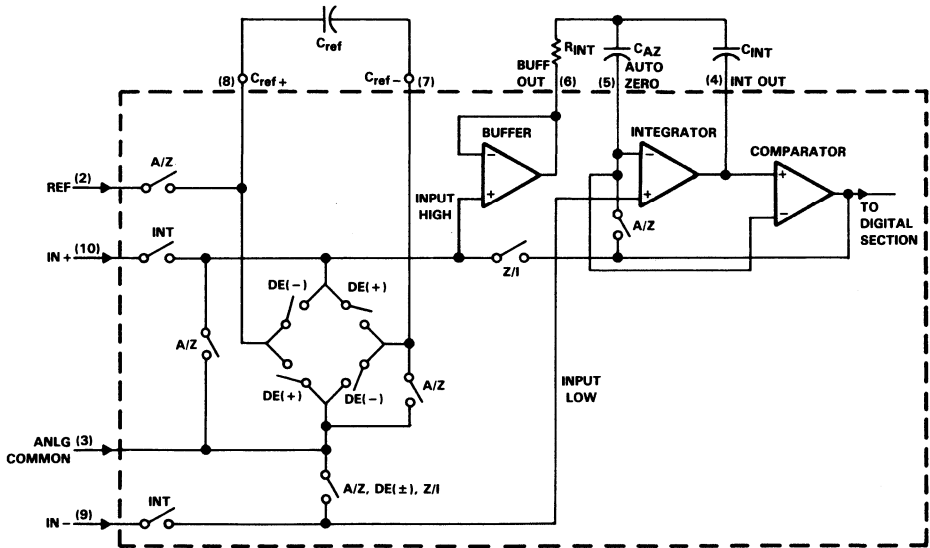 Cref
(8) Cref+
Cref− (7)
RINT
BUFF
OUT
(6)
CAZ
AUTO
ZERO
(5)
CINT
(4) INT OUT
BUFFER
INTEGRATOR
COMPARATOR
− + − + + −
A/Z
REF (2)
INPUT
HIGH
A/Z
TO
DIGITAL
SECTION
INT
IN+ (10)
Z/I
DE(−) DE(+)
A/Z
DE(+) DE(−)
A/Z
INPUT
LOW
ANLG (3)
COMMON
A/Z, DE(±), Z/I
INT
IN− (9)